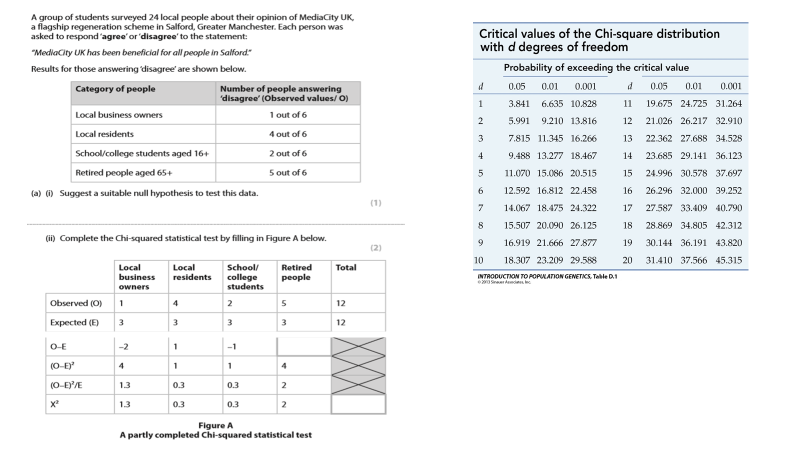 A group of students surveyed 24 local people about their opinion of MediaCity UK,
a flagship regeneration scheme in Salford, Greater Manchester. Each person was
asked to respond 'agree' or 'disagree' to the statement:
"MediaCity UK has been beneficial for all people in Salford."
Results for those answering 'disagree' are shown below.
Category of people Number of people answering
'disagree' (Observed values/ O)
Local business owners 1 out of 6
Local residents 4 out of 6
School/college students aged 16+ 2 out of 6
Retired people aged 65+ 5 out of 6
(a) (i) Suggest a suitable null hypothesis to test this data.
(1)
(ii) Complete the Chi-squared statistical test by filling in Figure A below.
(2)
Local Local School/ Retired Total
business residents college people
owners students
Observed (O) 1 4 2 5 12
Expected (E) 3 3 3 3 12
O–E –2 1 –1
(O–E)² 4 1 1 4
(O–E)²/E 1.3 0.3 0.3 2
X² 1.3 0.3 0.3 2
Figure A
A partly completed Chi-squared statistical test
Critical values of the Chi-square distribution
with d degrees of freedom
Probability of exceeding the critical value
d 0.05 0.01 0.001 d 0.05 0.01 0.001
1 3.841 6.635 10.828 11 19.675 24.725 31.264
2 5.991 9.210 13.816 12 21.026 26.217 32.910
3 7.815 11.345 16.266 13 22.362 27.688 34.528
4 9.488 13.277 18.467 14 23.685 29.141 36.123
5 11.070 15.086 20.515 15 24.996 30.578 37.697
6 12.592 16.812 22.458 16 26.296 32.000 39.252
7 14.067 18.475 24.322 17 27.587 33.409 40.790
8 15.507 20.090 26.125 18 28.869 34.805 42.312
9 16.919 21.666 27.877 19 30.144 36.191 43.820
10 18.307 23.209 29.588 20 31.410 37.566 45.315
INTRODUCTION TO POPULATION GENETICS, Table D.1
© 2013 Sinauer Associates, Inc.